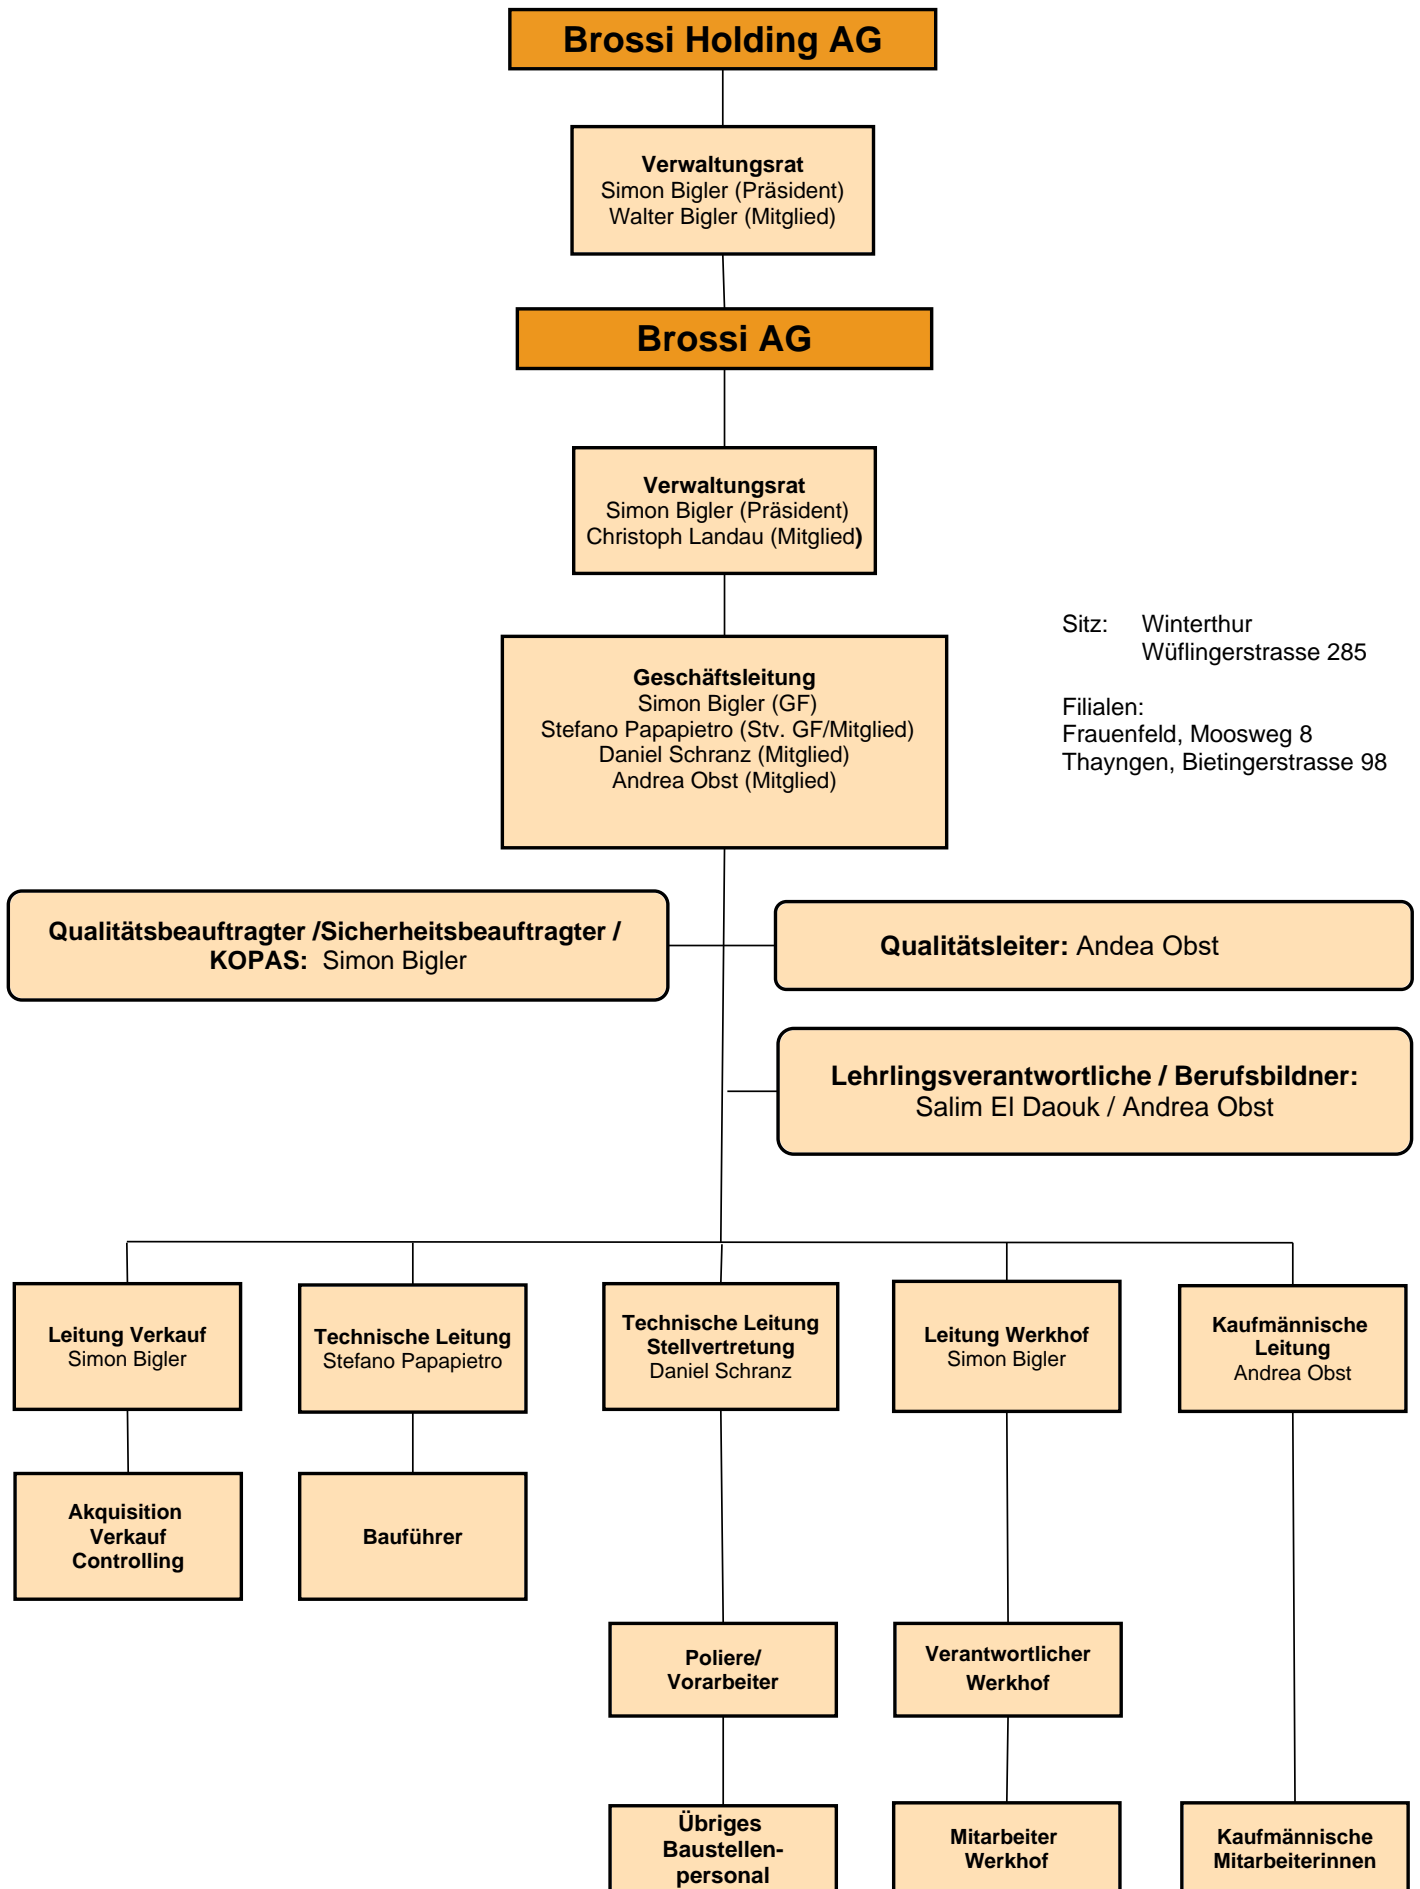 Brossi Holding AG
Verwaltungsrat
Simon Bigler (Präsident)
Walter Bigler (Mitglied)
Brossi AG
Verwaltungsrat
Simon Bigler (Präsident)
Christoph Landau (Mitglied)
Sitz: Winterthur
Wüflingerstrasse 285
Filialen:
Frauenfeld, Moosweg 8
Thayngen, Bietingerstrasse 98
Geschäftsleitung
Simon Bigler (GF)
Stefano Papapietro (Stv. GF/Mitglied)
Daniel Schranz (Mitglied)
Andrea Obst (Mitglied)
Qualitätsbeauftragter /Sicherheitsbeauftragter /
KOPAS: Simon Bigler
Qualitätsleiter: Andea Obst
Lehrlingsverantwortliche / Berufsbildner:
Salim El Daouk / Andrea Obst
Leitung Verkauf
Simon Bigler
Technische Leitung
Stefano Papapietro
Technische Leitung
Stellvertretung
Daniel Schranz
Leitung Werkhof
Simon Bigler
Kaufmännische
Leitung
Andrea Obst
Akquisition
Verkauf
Controlling
Bauführer
Poliere/
Vorarbeiter
Verantwortlicher
Werkhof
Übriges
Baustellen-
personal
Mitarbeiter
Werkhof
Kaufmännische
Mitarbeiterinnen